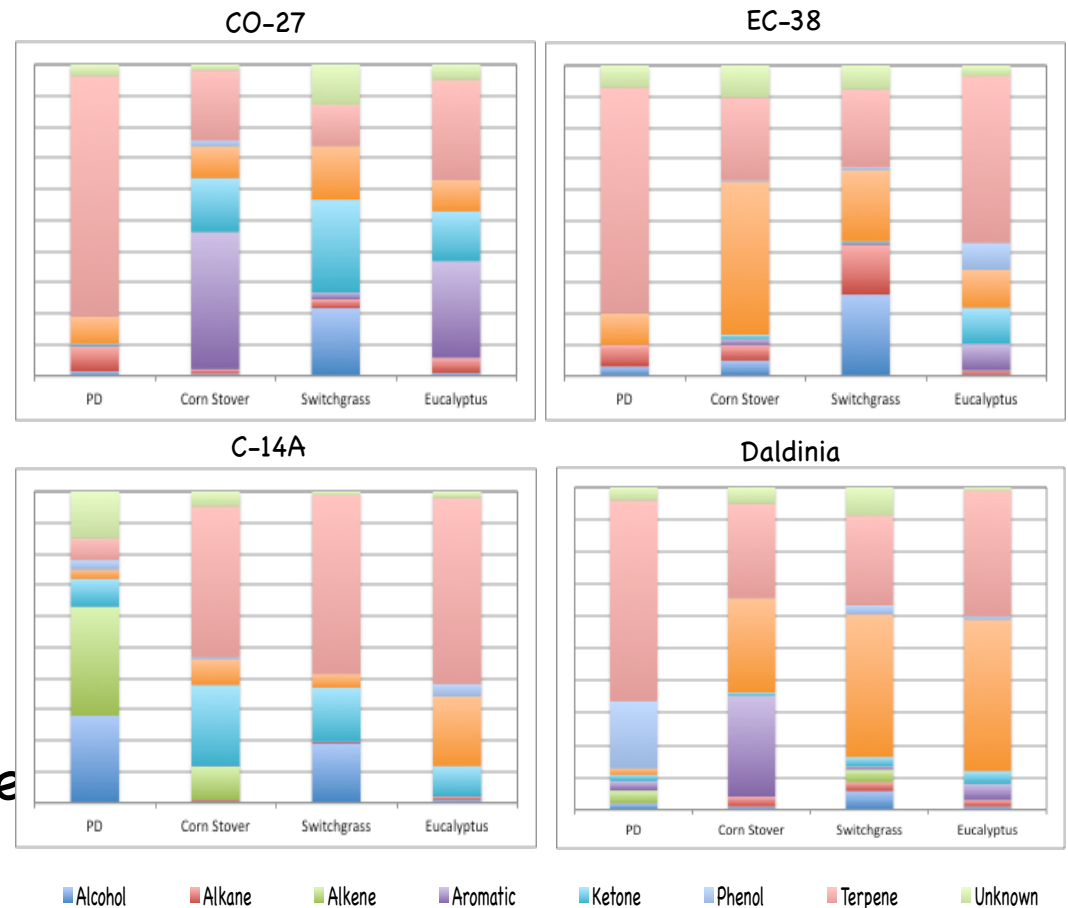 CO-27
EC-38
PD Corn Stover Switchgrass Eucalyptus
PD Corn Stover Switchgrass Eucalyptus
C-14A
Daldinia
e
PD Corn Stover Switchgrass Eucalyptus
PD Corn Stover Switchgrass Eucalyptus
Alcohol Alkane Alkene Aromatic Ketone Phenol Terpene Unknown